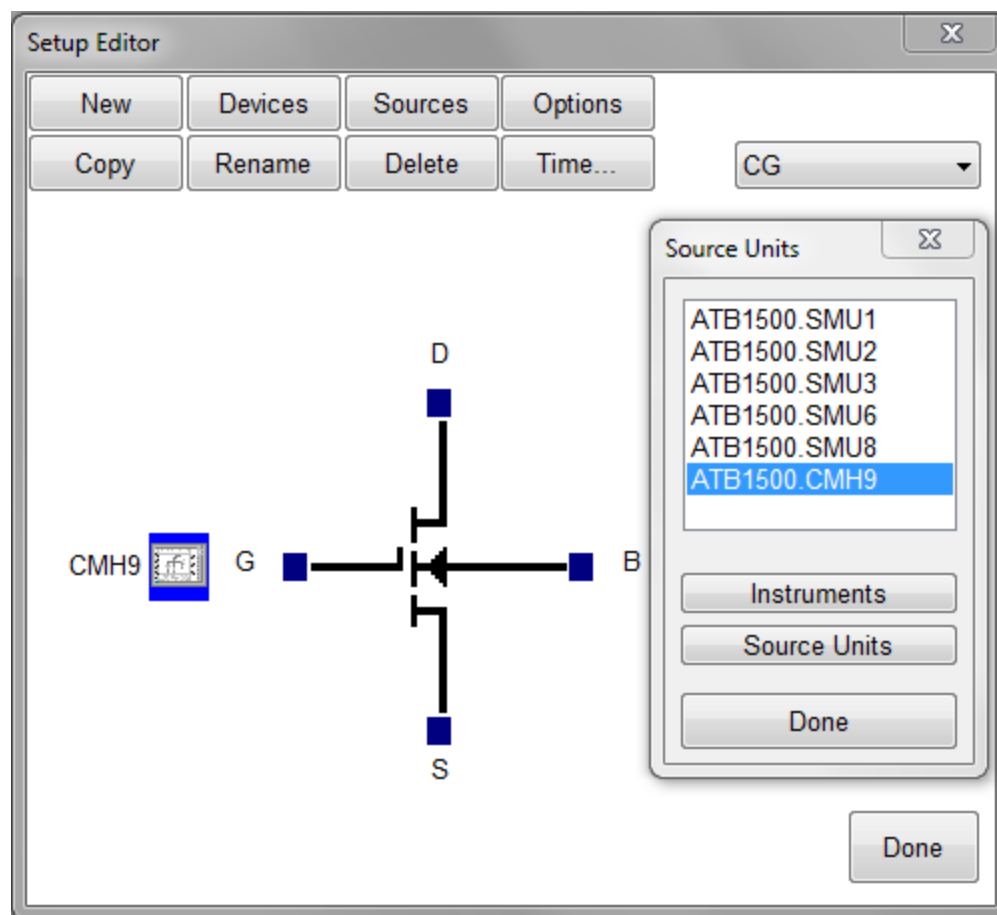 Setup Editor
New Devices Sources Options
Copy Rename Delete Time...
CG
Source Units
ATB1500.SMU1
ATB1500.SMU2
ATB1500.SMU3
ATB1500.SMU6
ATB1500.SMU8
ATB1500.CMH9
Instruments
Source Units
Done
D
CMH9
G
B
S
Done